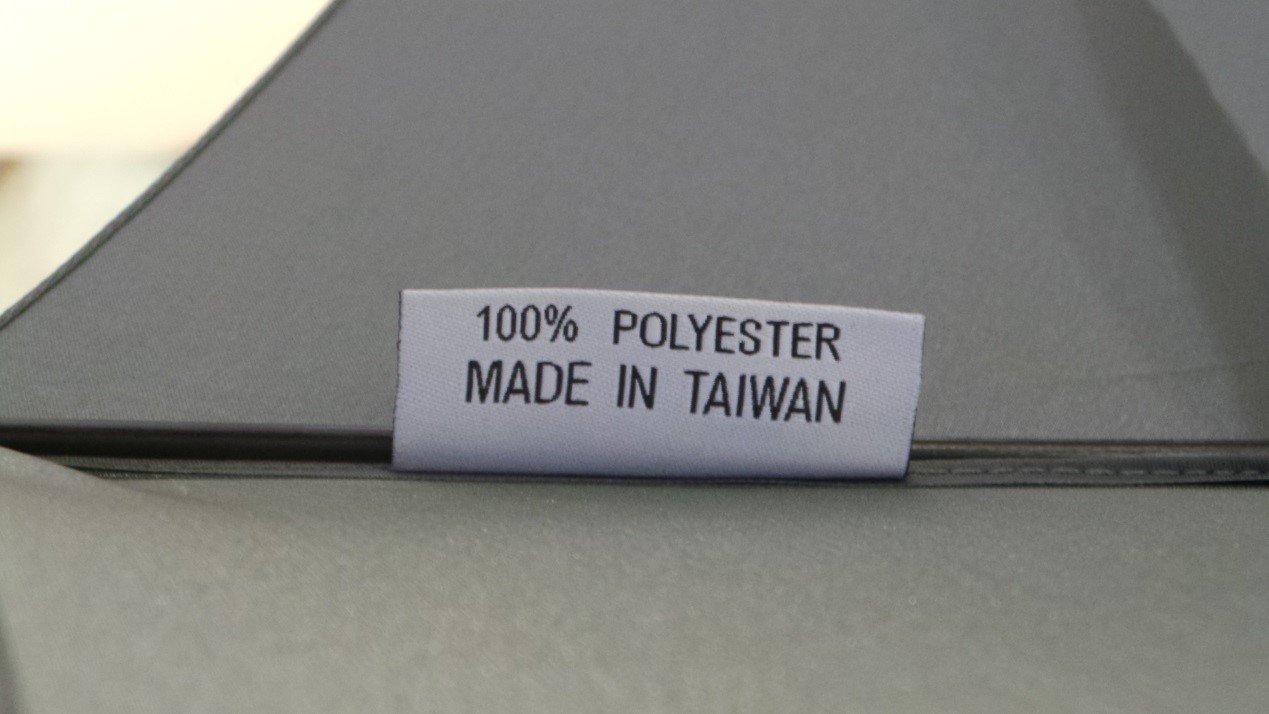 100% POLYESTER
MADE IN TAIWAN